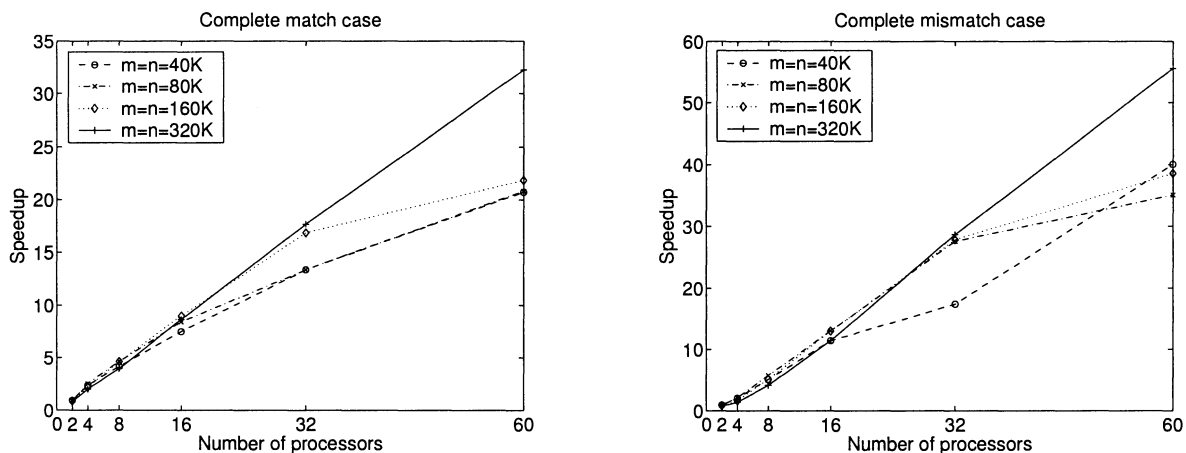 Complete match case
35
30
25
20
15
10
5
0
Speedup
m=n=40K
m=n=80K
m=n=160K
m=n=320K
0 2 4 8 16 32 60
Number of processors
Complete mismatch case
60
50
40
30
20
10
0
Speedup
m=n=40K
m=n=80K
m=n=160K
m=n=320K
0 2 4 8 16 32 60
Number of processors